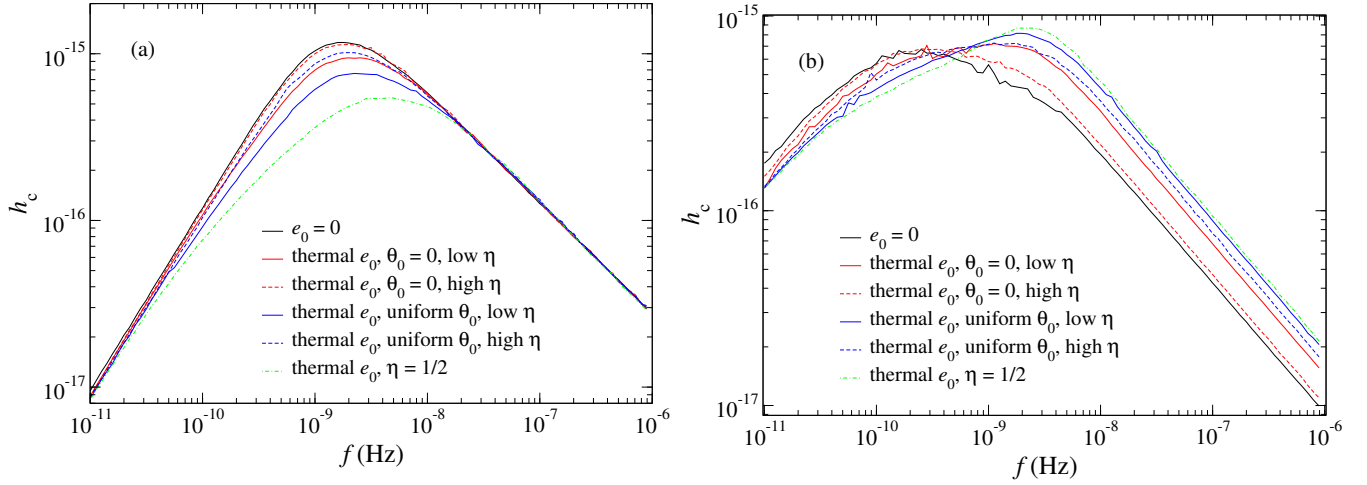 (a)
10^-15
10^-16
10^-17
h_c
e_0 = 0
thermal e_0, θ_0 = 0, low η
thermal e_0, θ_0 = 0, high η
thermal e_0, uniform θ_0, low η
thermal e_0, uniform θ_0, high η
thermal e_0, η = 1/2
10^-11 10^-10 10^-9 10^-8 10^-7 10^-6
f (Hz)
(b)
10^-15
10^-16
10^-17
h_c
e_0 = 0
thermal e_0, θ_0 = 0, low η
thermal e_0, θ_0 = 0, high η
thermal e_0, uniform θ_0, low η
thermal e_0, uniform θ_0, high η
thermal e_0, η = 1/2
10^-11 10^-10 10^-9 10^-8 10^-7 10^-6
f (Hz)